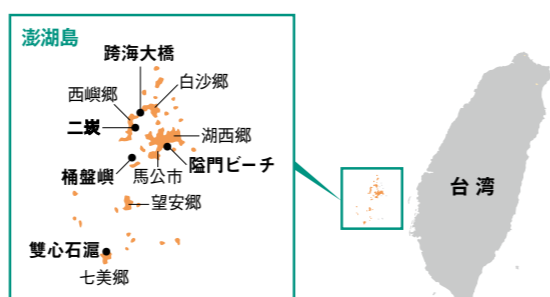 澎湖島
跨海大橋
白沙郷
西嶼郷
二崁
湖西郷
隘門ビーチ
桶盤嶼
馬公市
望安郷
雙心石滬
七美郷
台湾